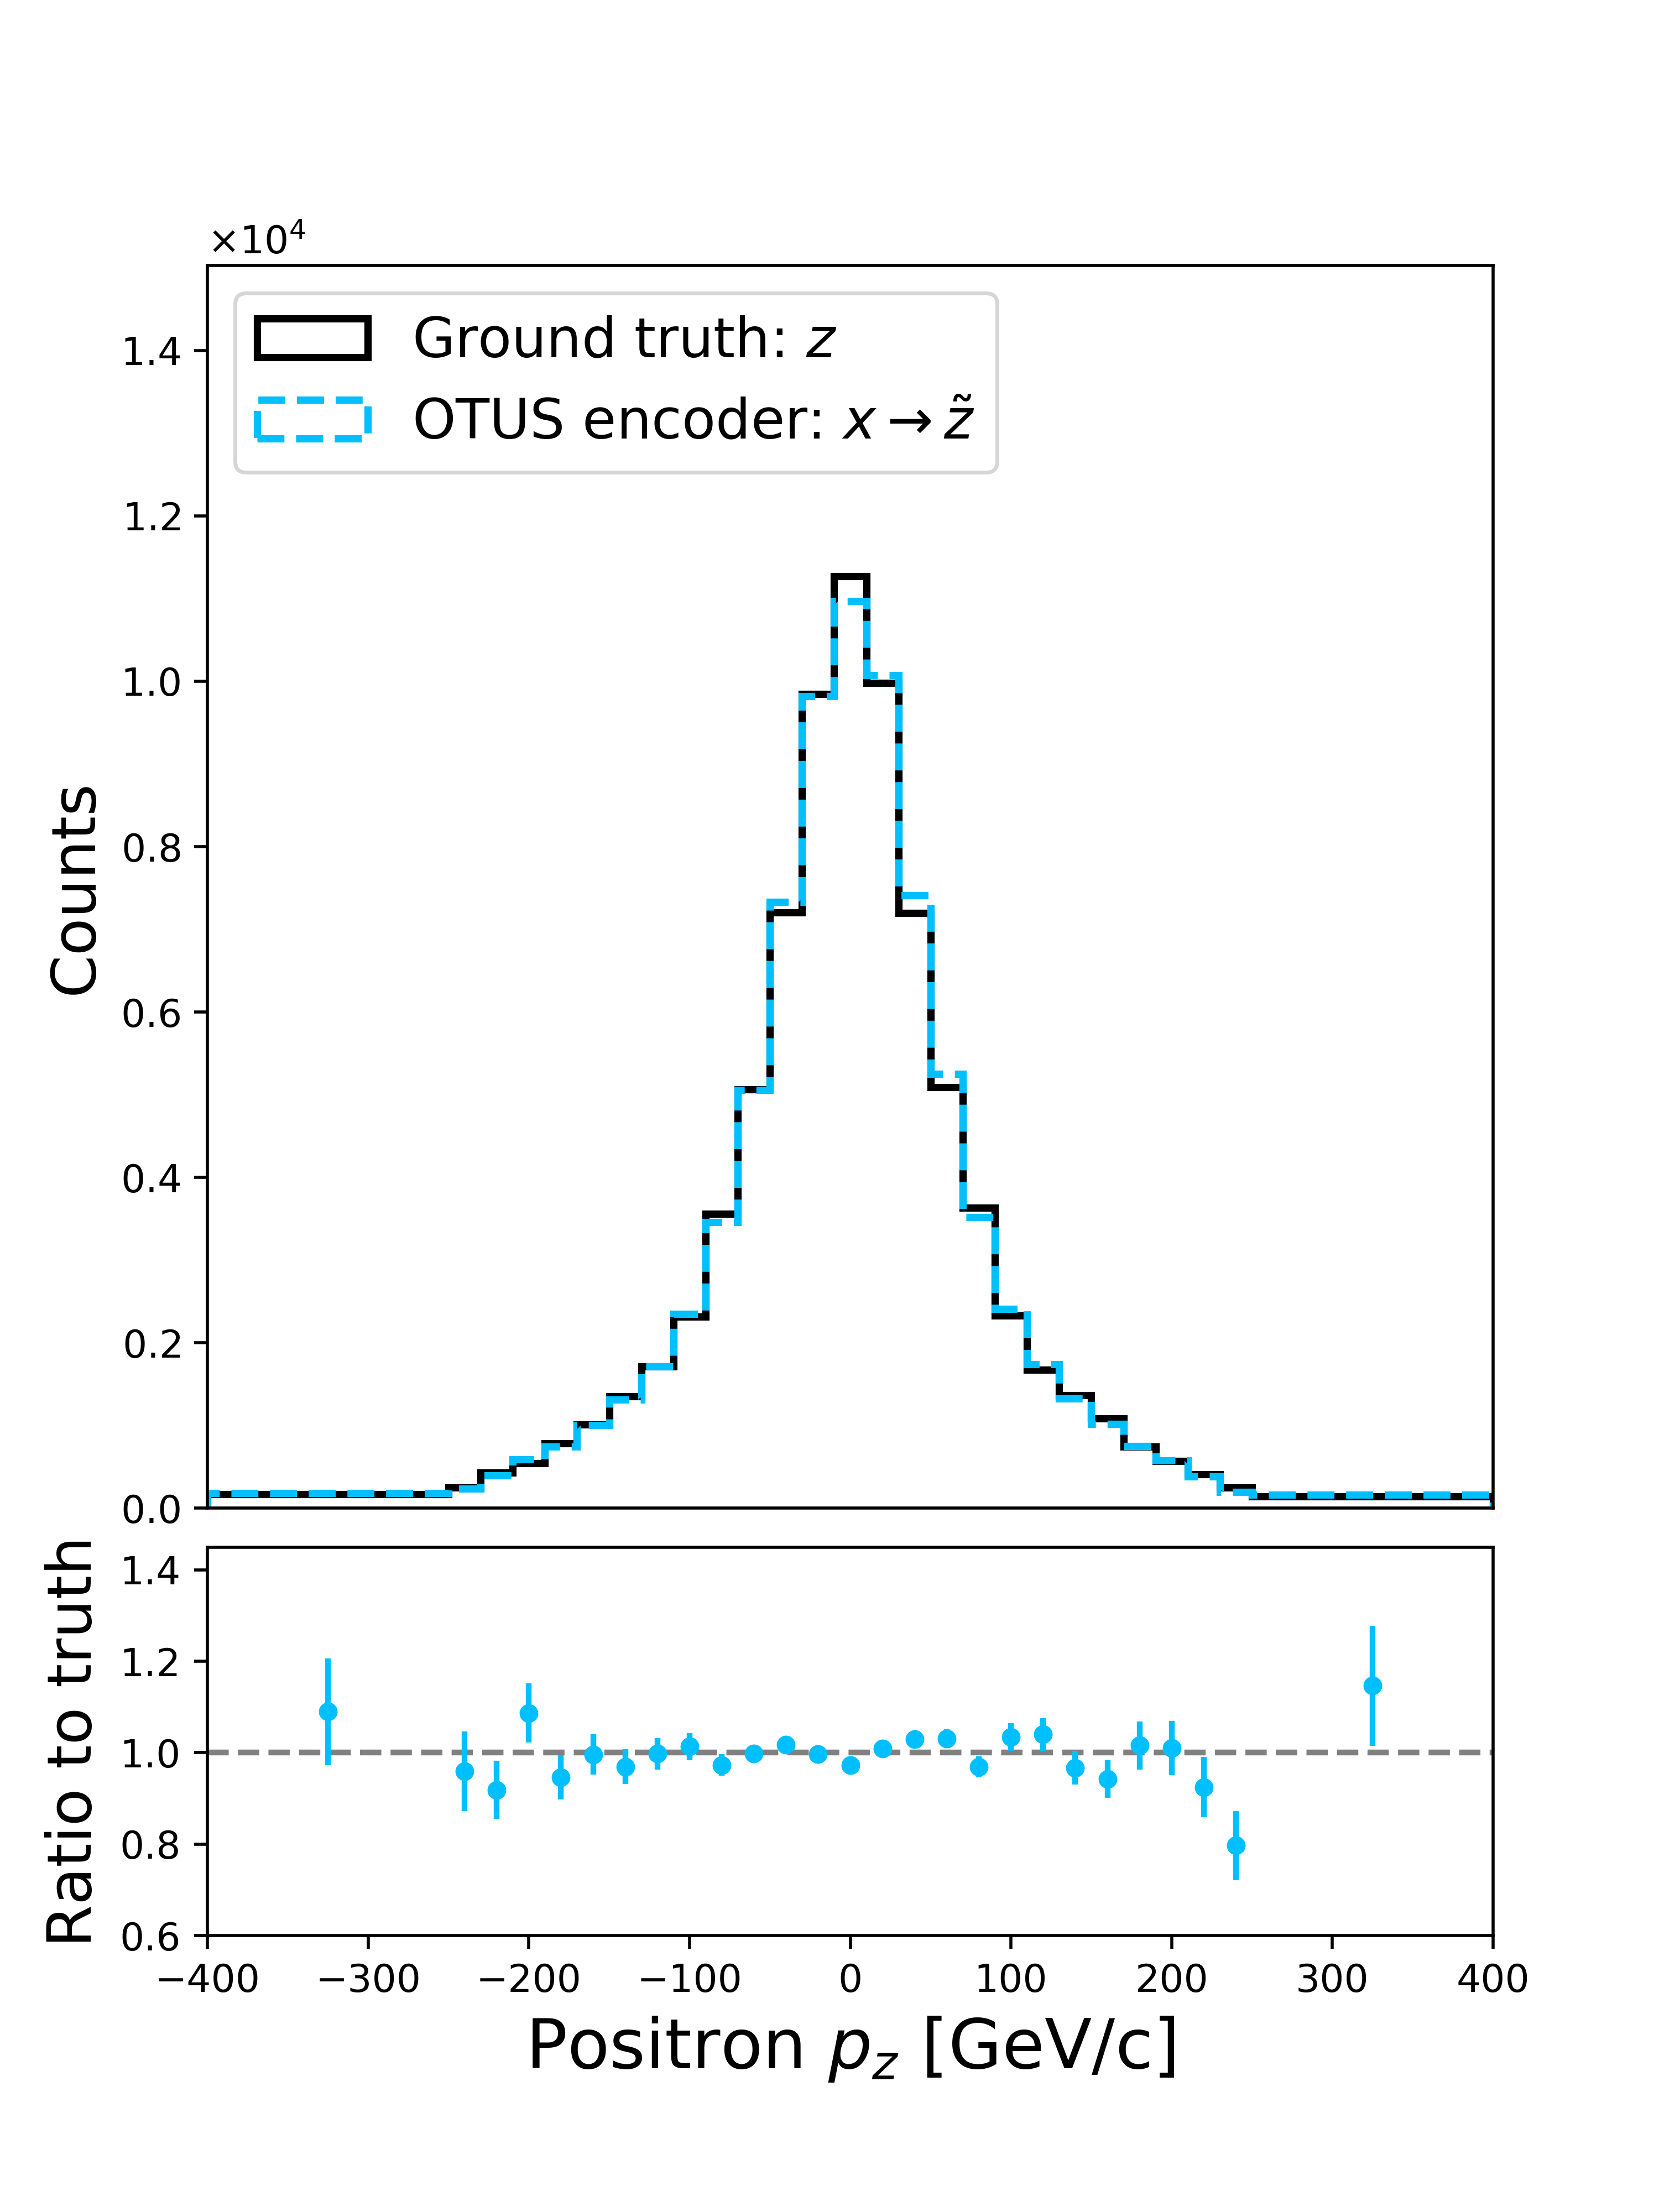 ×10⁴
Ground truth: z
OTUS encoder: x → z̃
1.4
1.2
1.0
0.8
0.6
0.4
0.2
0.0
Counts
1.4
1.2
1.0
0.8
0.6
Ratio to truth
−400 −300 −200 −100 0 100 200 300 400
Positron p_z [GeV/c]